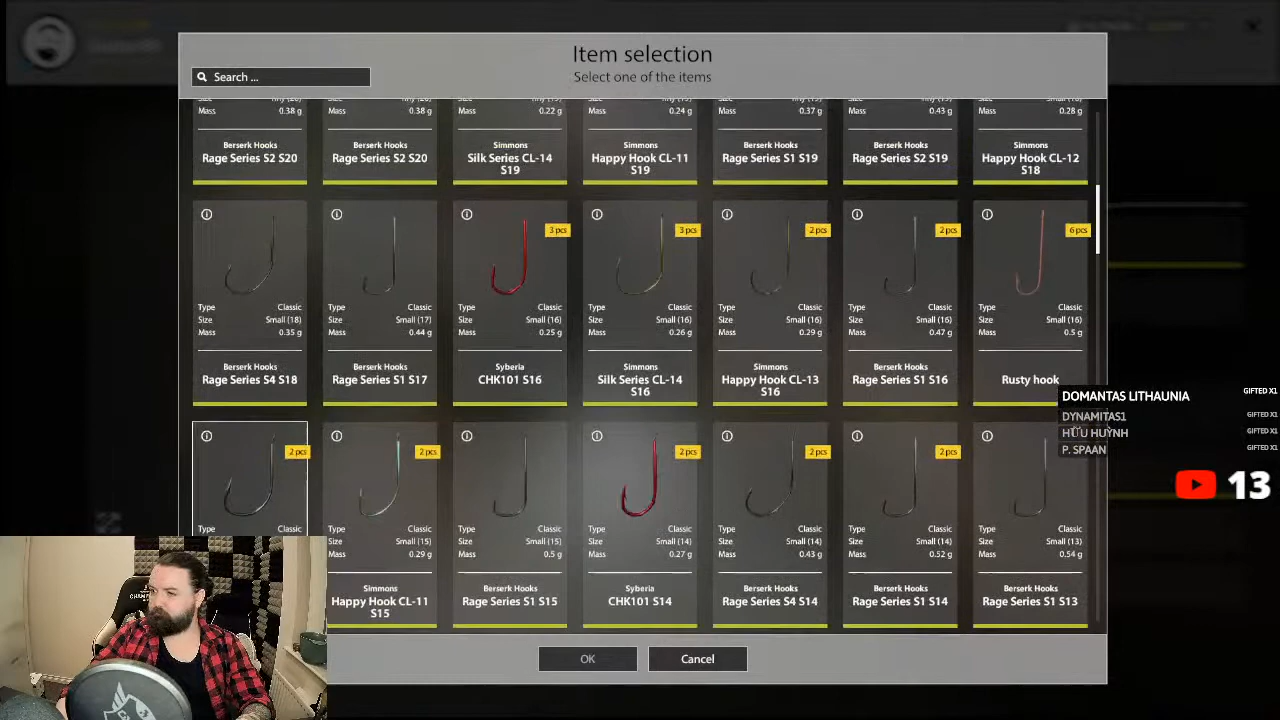 Item selection
Select one of the items
Search ...
Mass 0.38 g
Mass 0.38 g
Mass 0.22 g
Mass 0.24 g
Mass 0.37 g
Mass 0.43 g
Mass 0.28 g
Berserk Hooks
Rage Series S2 S20
Berserk Hooks
Rage Series S2 S20
Simmons
Silk Series CL-14
S19
Simmons
Happy Hook CL-11
S19
Berserk Hooks
Rage Series S1 S19
Berserk Hooks
Rage Series S2 S19
Simmons
Happy Hook CL-12
S18
Type Classic
Size Small (18)
Mass 0.35 g
Berserk Hooks
Rage Series S4 S18
Type Classic
Size Small (17)
Mass 0.44 g
Berserk Hooks
Rage Series S1 S17
3 pcs
Type Classic
Size Small (16)
Mass 0.25 g
Syberia
CHK101 S16
3 pcs
Type Classic
Size Small (16)
Mass 0.26 g
Simmons
Silk Series CL-14
S16
2 pcs
Type Classic
Size Small (16)
Mass 0.29 g
Simmons
Happy Hook CL-13
S16
2 pcs
Type Classic
Size Small (16)
Mass 0.47 g
Berserk Hooks
Rage Series S1 S16
6 pcs
Type Classic
Size Small (16)
Mass 0.5 g
Rusty hook
2 pcs
Type Classic
2 pcs
Type Classic
Size Small (15)
Mass 0.29 g
Simmons
Happy Hook CL-11
S15
Type Classic
Size Small (15)
Mass 0.5 g
Berserk Hooks
Rage Series S1 S15
2 pcs
Type Classic
Size Small (14)
Mass 0.27 g
Syberia
CHK101 S14
2 pcs
Type Classic
Size Small (14)
Mass 0.43 g
Berserk Hooks
Rage Series S4 S14
2 pcs
Type Classic
Size Small (14)
Mass 0.52 g
Berserk Hooks
Rage Series S1 S14
Type Classic
Size Small (13)
Mass 0.54 g
Berserk Hooks
Rage Series S1 S13
DOMANTAS LITHAUNIA GIFTED X1
DYNAMITAS1 GIFTED X1
HỮU HUỲNH GIFTED X1
P. SPAAN GIFTED X1
13
OK
Cancel